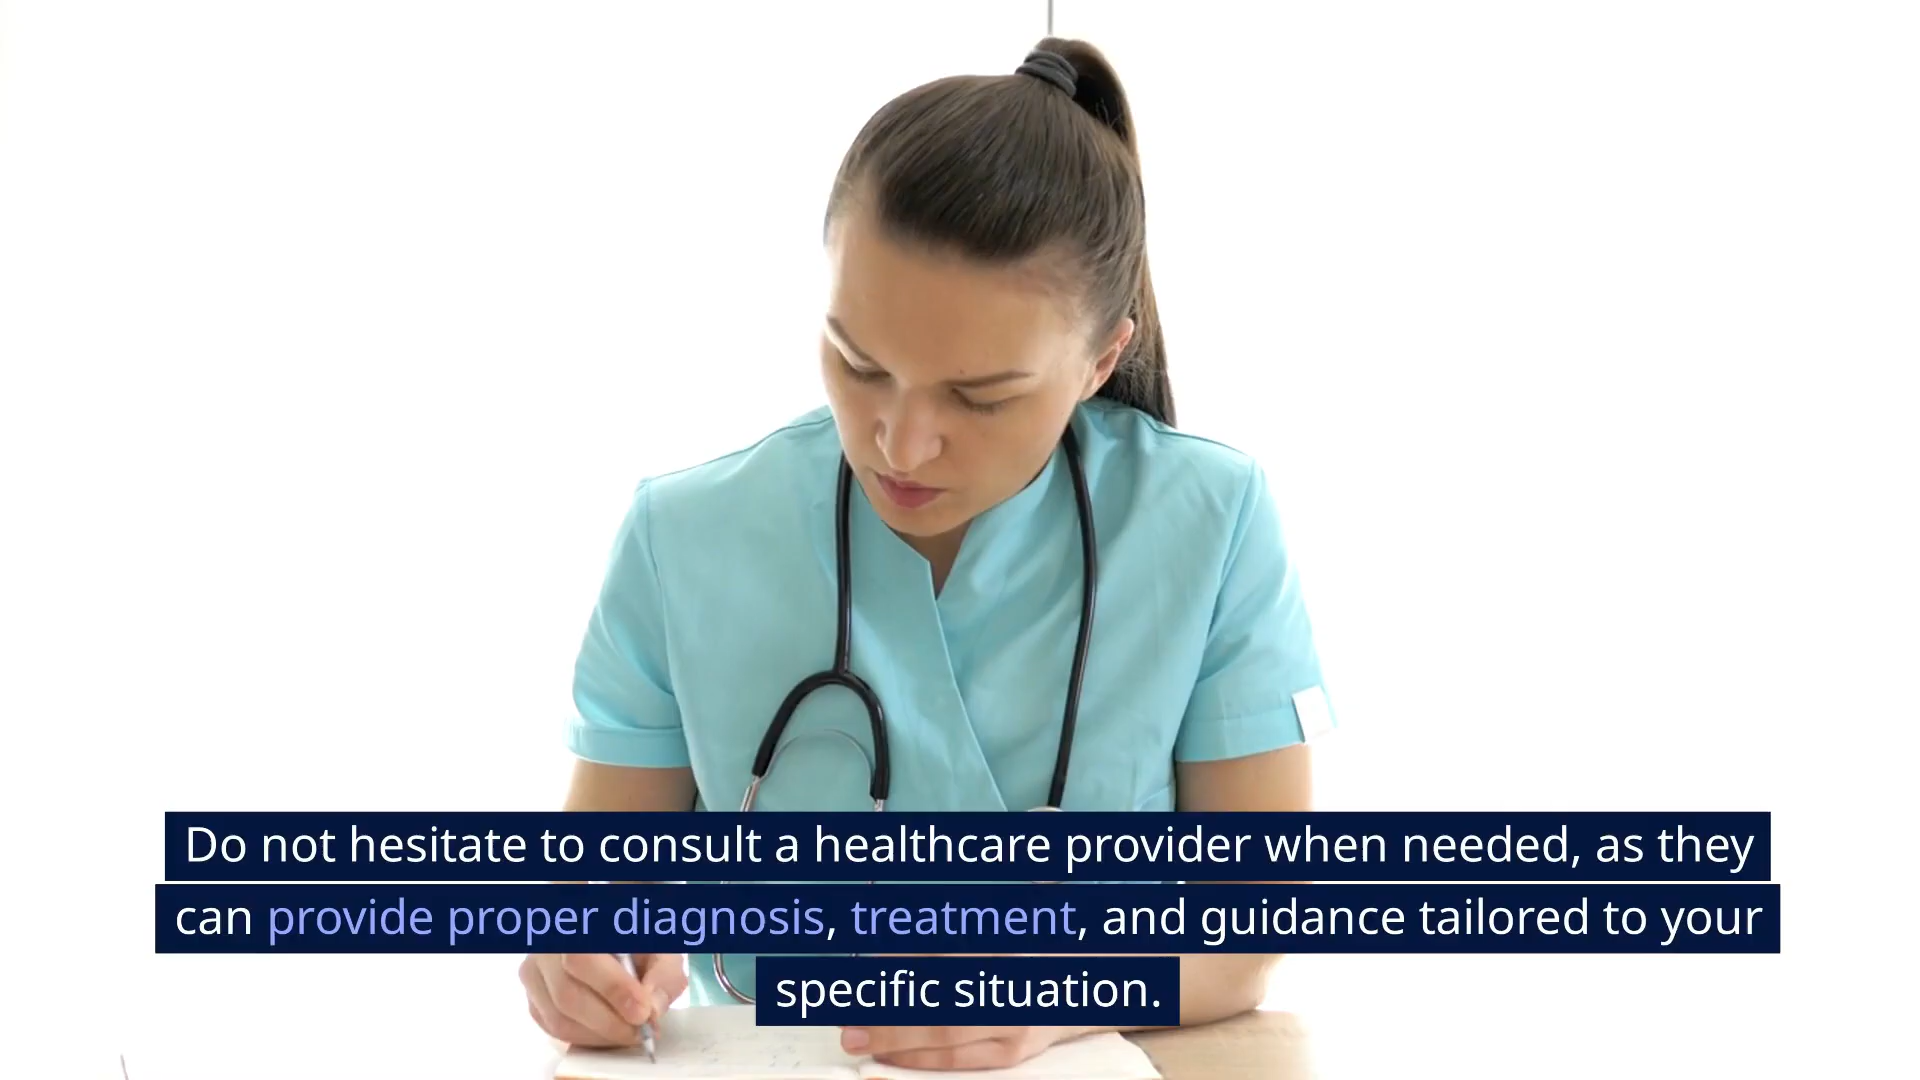 Do not hesitate to consult a healthcare provider when needed, as they
can provide proper diagnosis, treatment, and guidance tailored to your
specific situation.